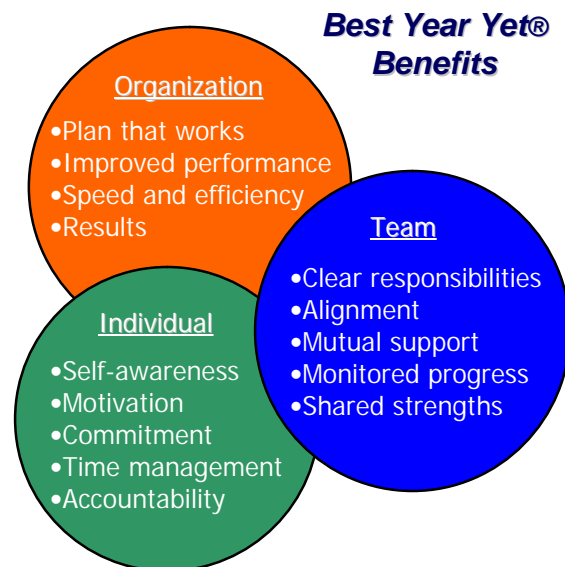 Best Year Yet®
Benefits
Organization
•Plan that works
•Improved performance
•Speed and efficiency
•Results
Team
•Clear responsibilities
•Alignment
•Mutual support
•Monitored progress
•Shared strengths
Individual
•Self-awareness
•Motivation
•Commitment
•Time management
•Accountability